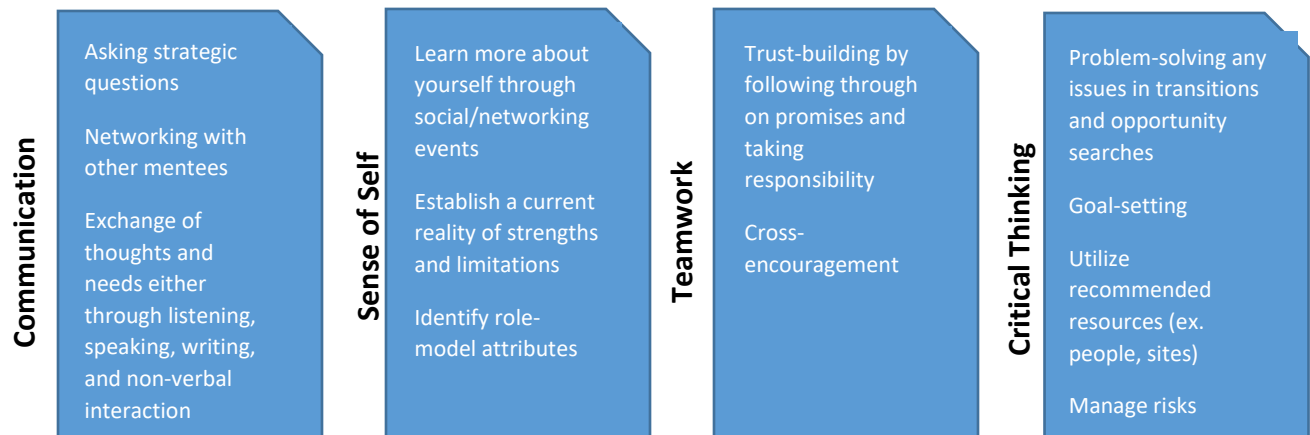 Communication
Asking strategic
questions
Networking with
other mentees
Exchange of
thoughts and
needs either
through listening,
speaking, writing,
and non-verbal
interaction
Sense of Self
Learn more about
yourself through
social/networking
events
Establish a current
reality of strengths
and limitations
Identify role-
model attributes
Teamwork
Trust-building by
following through
on promises and
taking
responsibility
Cross-
encouragement
Critical Thinking
Problem-solving any
issues in transitions
and opportunity
searches
Goal-setting
Utilize
recommended
resources (ex.
people, sites)
Manage risks